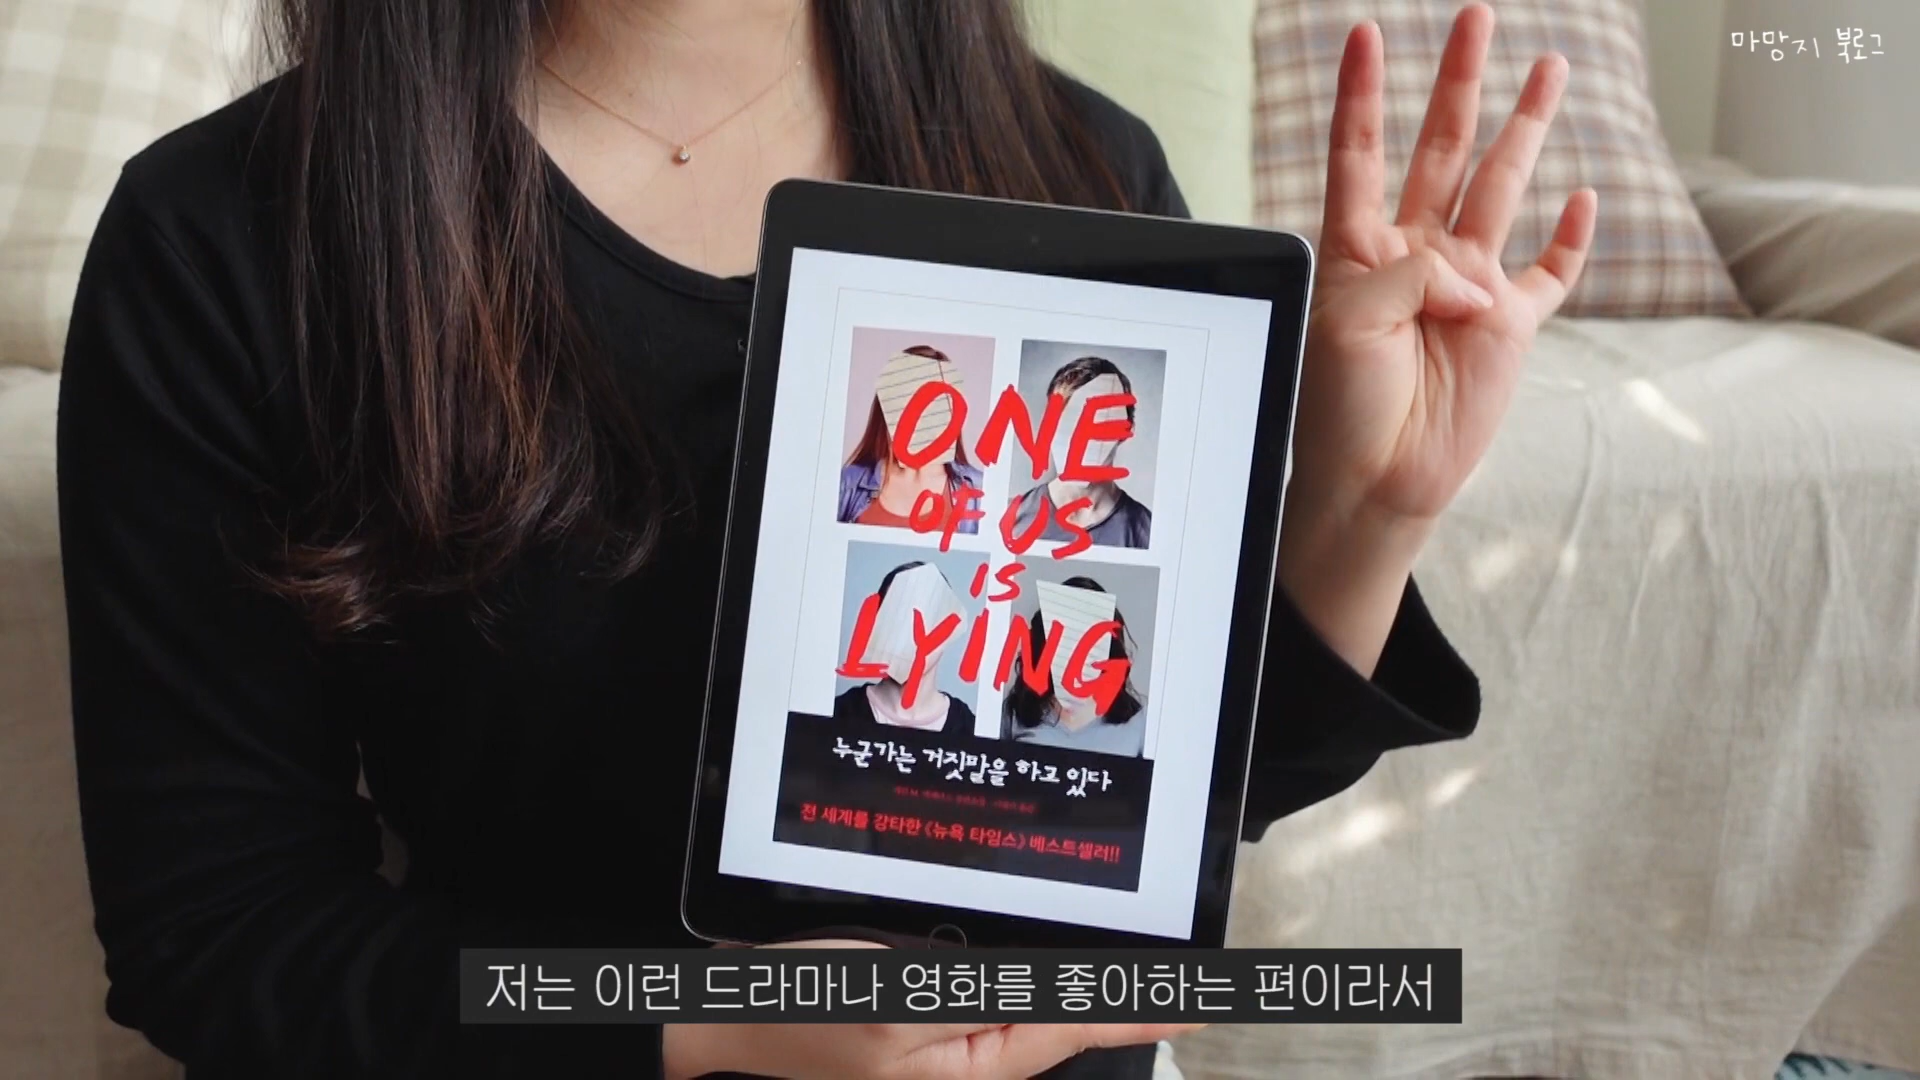 마망지 북로그
ONE
OF US
IS
LYING
누군가는 거짓말을 하고 있다
전 세계를 강타한 《뉴욕 타임스》 베스트셀러!!
저는 이런 드라마나 영화를 좋아하는 편이라서